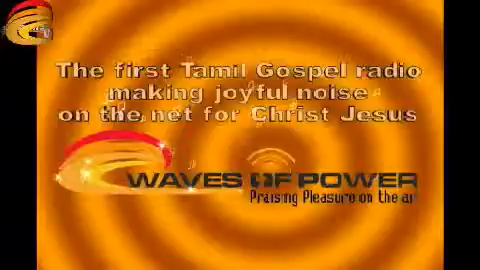 The first Tamil Gospel radio
making joyful noise
on the net for Christ Jesus
WAVES OF POWER
Praising Pleasure on the air